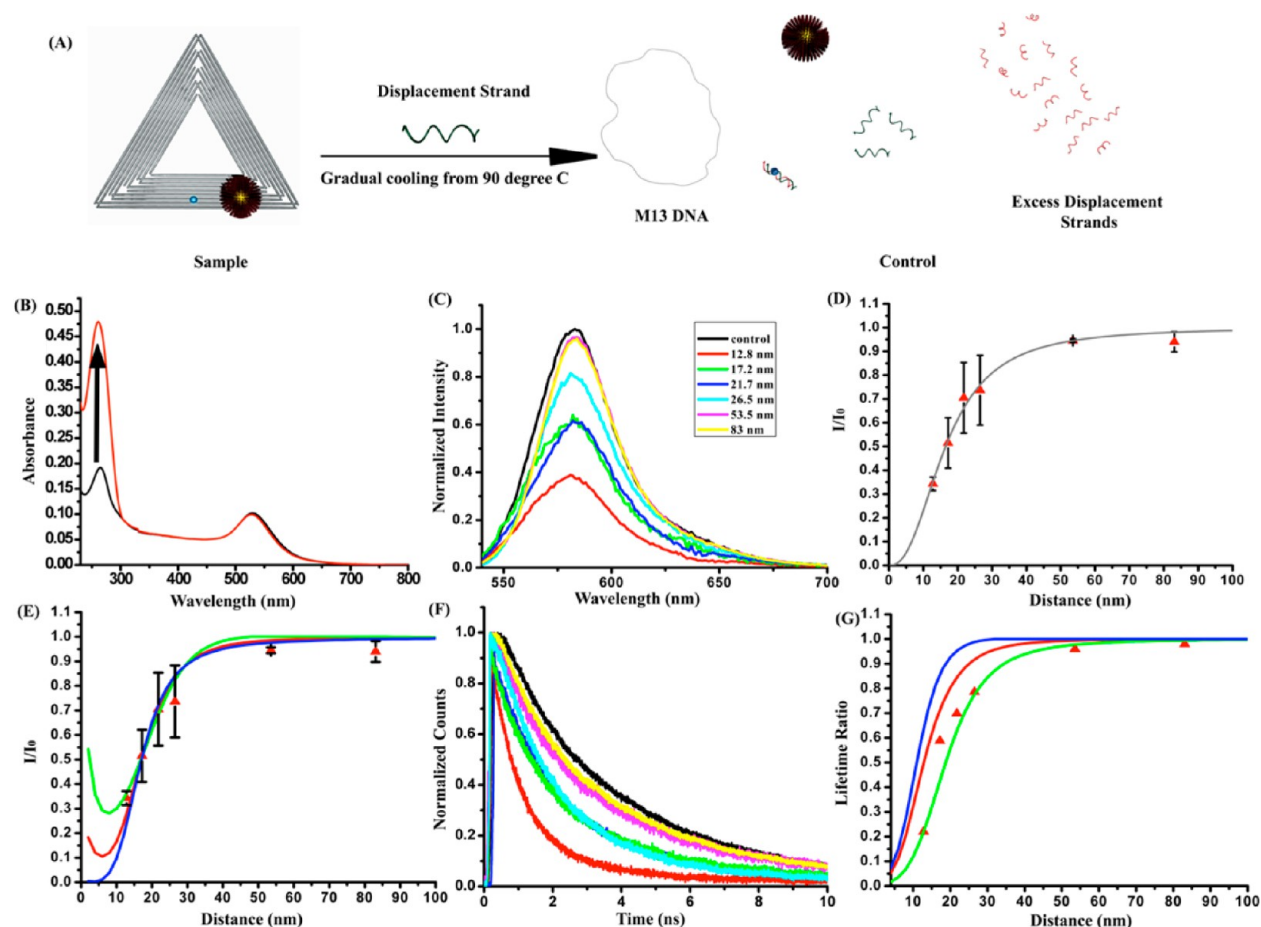 (A)
Displacement Strand
Gradual cooling from 90 degree C
M13 DNA
Excess Displacement
Strands
Sample
Control
(B)
0.50
0.45
0.40
0.35
0.30
0.25
0.20
0.15
0.10
0.05
0.00
Absorbance
300
400
500
600
700
800
Wavelength (nm)
(C)
1.0
0.8
0.6
0.4
0.2
0.0
Normalized Intensity
control
12.8 nm
17.2 nm
21.7 nm
26.5 nm
53.5 nm
83 nm
550
600
650
700
Wavelength (nm)
(D)
1.1
1.0
0.9
0.8
0.7
0.6
0.5
0.4
0.3
0.2
0.1
0.0
I/I0
0 10 20 30 40 50 60 70 80 90 100
Distance (nm)
(E)
1.1
1.0
0.9
0.8
0.7
0.6
0.5
0.4
0.3
0.2
0.1
0.0
I/I0
0
20
40
60
80
100
Distance (nm)
(F)
1.0
0.8
0.6
0.4
0.2
0.0
Normalized Counts
0
2
4
6
8
10
Time (ns)
(G)
1.1
1.0
0.9
0.8
0.7
0.6
0.5
0.4
0.3
0.2
0.1
0.0
Lifetime Ratio
10 20 30 40 50 60 70 80 90 100
Distance (nm)